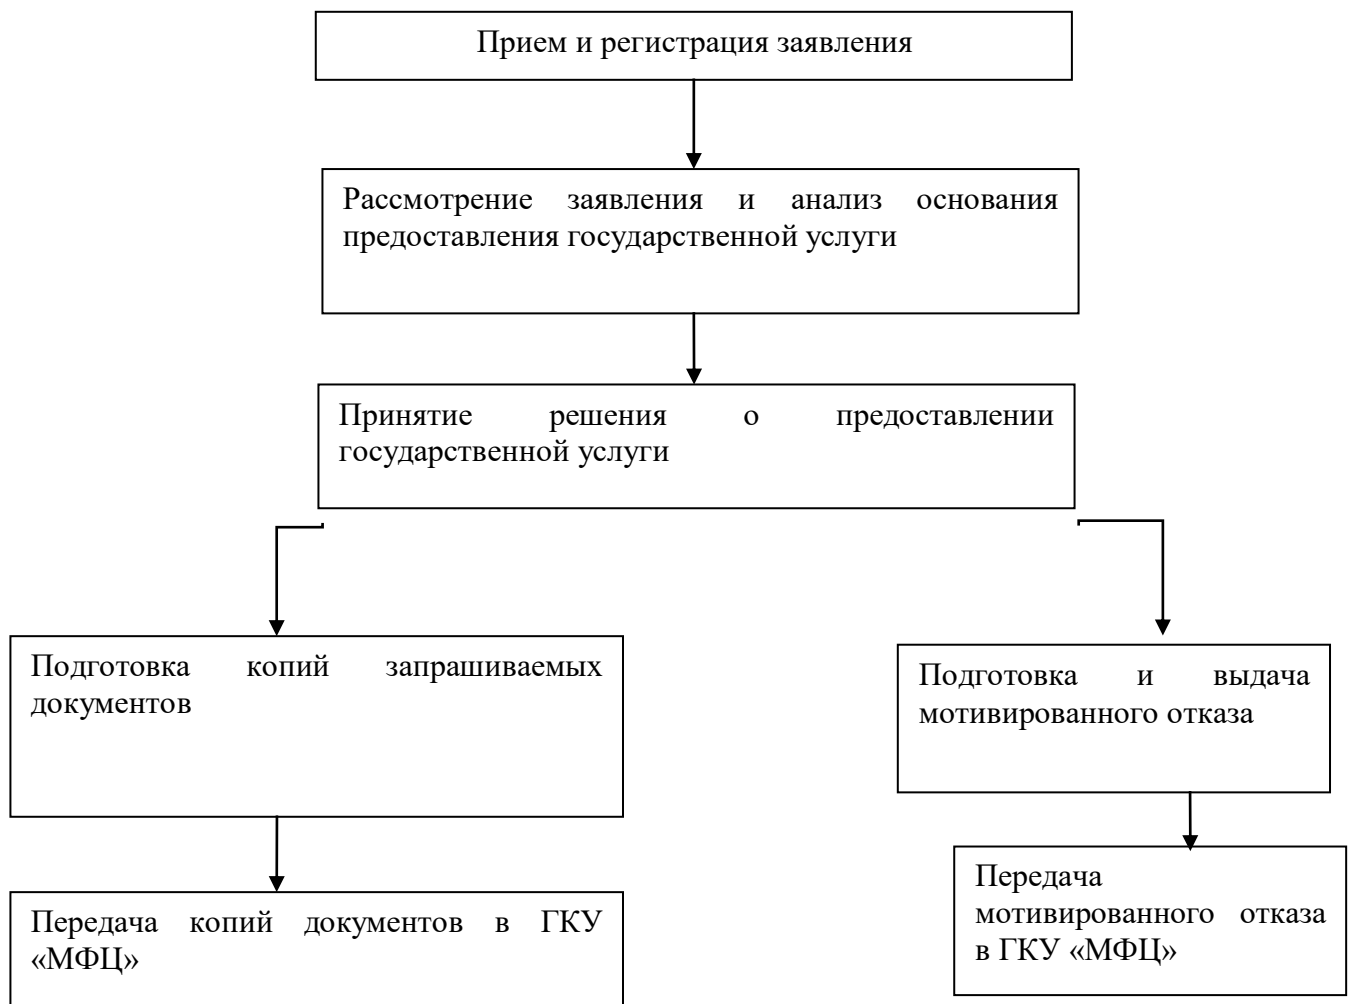 Прием и регистрация заявления
Рассмотрение заявления и анализ основания
предоставления государственной услуги
Принятие решения о предоставлении
государственной услуги
Подготовка копий запрашиваемых
документов
Подготовка и выдача
мотивированного отказа
Передача копий документов в ГКУ
«МФЦ»
Передача
мотивированного отказа
в ГКУ «МФЦ»